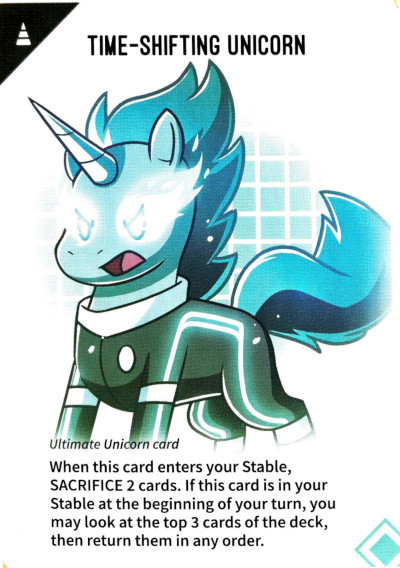 TIME-SHIFTING UNICORN
Ultimate Unicorn card
When this card enters your Stable,
SACRIFICE 2 cards. If this card is in your
Stable at the beginning of your turn, you
may look at the top 3 cards of the deck,
then return them in any order.